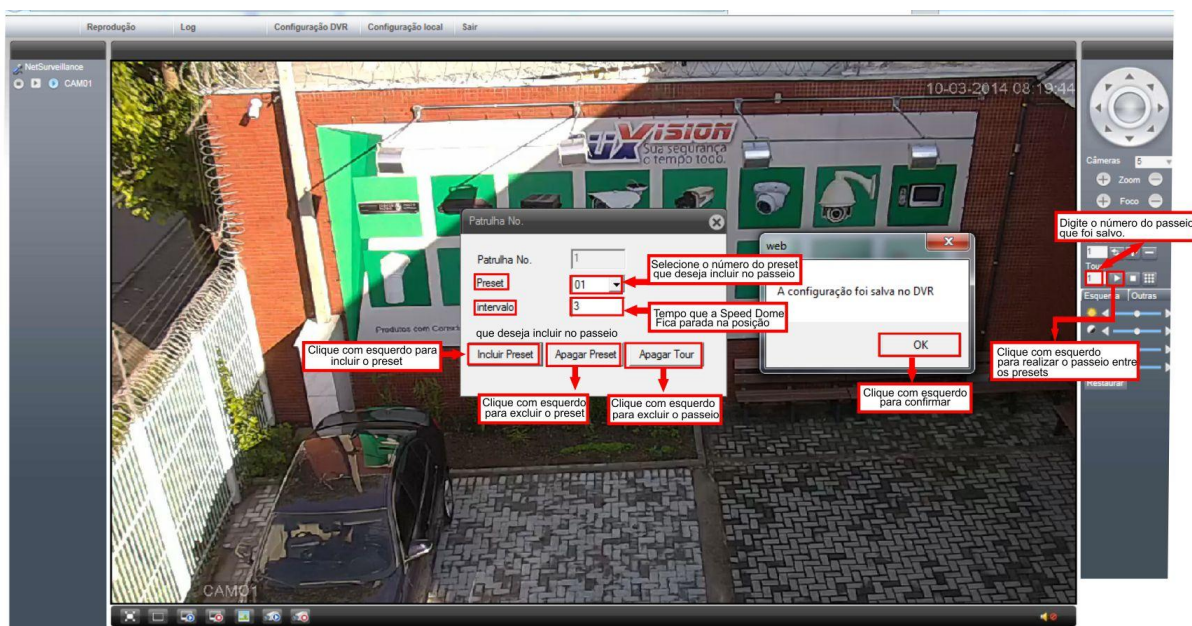 Reprodução Log Configuração DVR Configuração local Sair
NetSurveillance
CAM01
10-03-2014 08:19:44
VISION
Sua segurança
o tempo todo.
Câmeras 5
Zoom
Foco
Digite o número do passeio
que foi salvo.
1
Tour
1
Esquema Outras
Patrulha No.
Patrulha No. 1
Preset 01
Selecione o número do preset
que deseja incluir no passeio
intervalo 3
Tempo que a Speed Dome
Fica parada na posição
que deseja incluir no passeio
Incluir Preset Apagar Preset Apagar Tour
Clique com esquerdo para
incluir o preset
Clique com esquerdo
para excluir o preset
Clique com esquerdo
para excluir o passeio
web
A configuração foi salva no DVR
OK
Clique com esquerdo
para confirmar
Clique com esquerdo
para realizar o passeio entre
os presets
Restaurar
Produtos com
CAM01